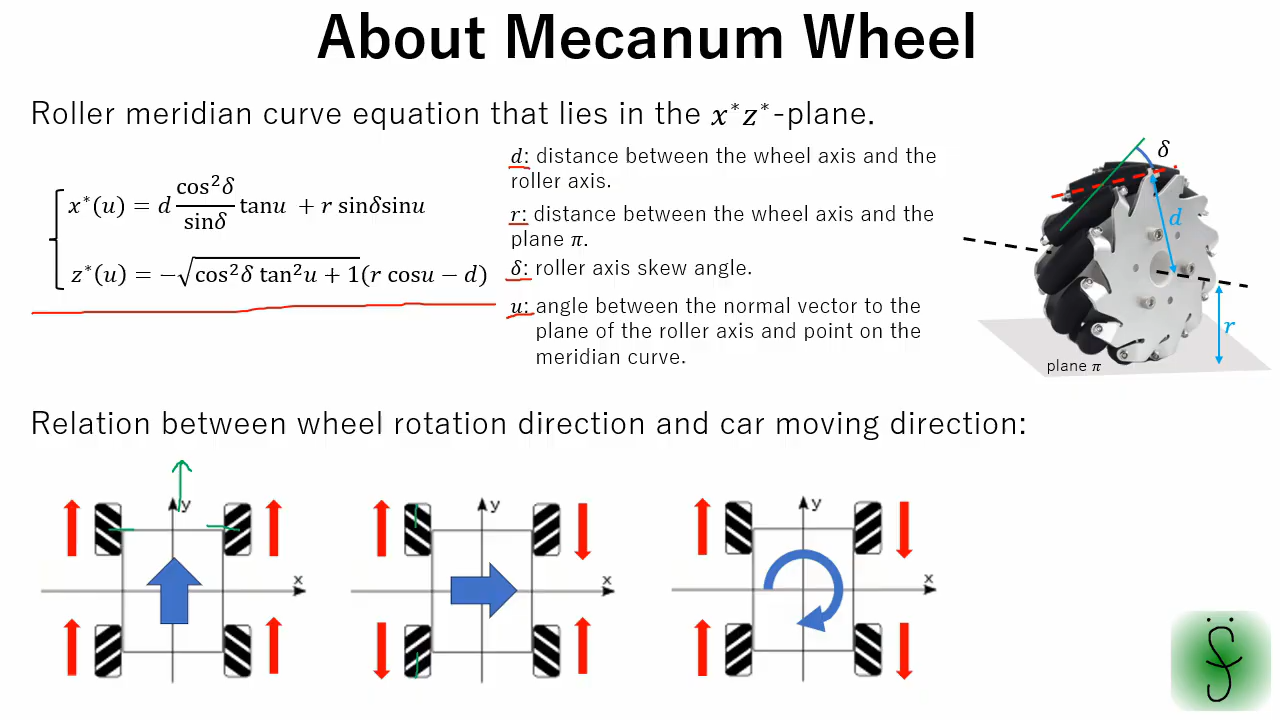 About Mecanum Wheel
Roller meridian curve equation that lies in the x*z*-plane.
x*(u) = d cos²δ/sinδ tanu + r sinδsinu
z*(u) = −√(cos²δ tan²u + 1)(r cosu − d)
d: distance between the wheel axis and the
roller axis.
r: distance between the wheel axis and the
plane π.
δ: roller axis skew angle.
u: angle between the normal vector to the
plane of the roller axis and point on the
meridian curve.
δ
d
r
plane π
Relation between wheel rotation direction and car moving direction:
y
x
y
x
y
x